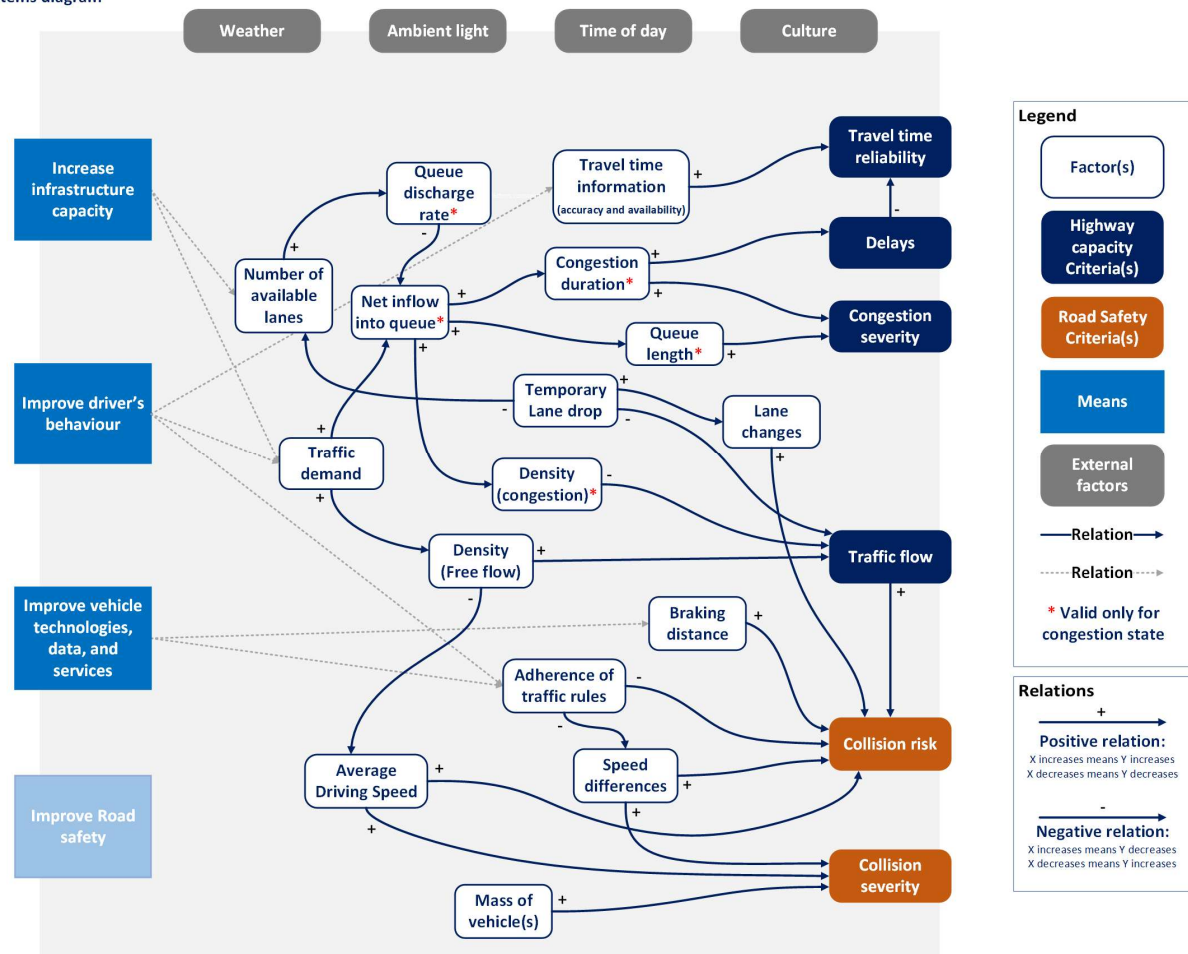 Weather
Ambient light
Time of day
Culture
Increase
infrastructure
capacity
Improve driver's
behaviour
Improve vehicle
technologies,
data, and
services
Improve Road
safety
Queue
discharge
rate*
-
Number of
available
lanes
+
Net inflow
into queue*
+
+
+
Traffic
demand
+
+
Travel time
information
(accuracy and availability)
+
Congestion
duration*
+
+
Queue
length*
+
Temporary
Lane drop
+
-
-
Lane
changes
+
Density
(congestion)*
-
Density
(Free flow)
+
-
Braking
distance
+
Adherence of
traffic rules
-
-
Speed
differences
+
+
Average
Driving Speed
+
+
Mass of
vehicle(s)
+
Travel time
reliability
-
Delays
Congestion
severity
Traffic flow
+
Collision risk
Collision
severity
Legend
Factor(s)
Highway
capacity
Criteria(s)
Road Safety
Criteria(s)
Means
External
factors
Relation
Relation
* Valid only for
congestion state
Relations
+
Positive relation:
X increases means Y increases
X decreases means Y decreases
-
Negative relation:
X increases means Y decreases
X decreases means Y increases